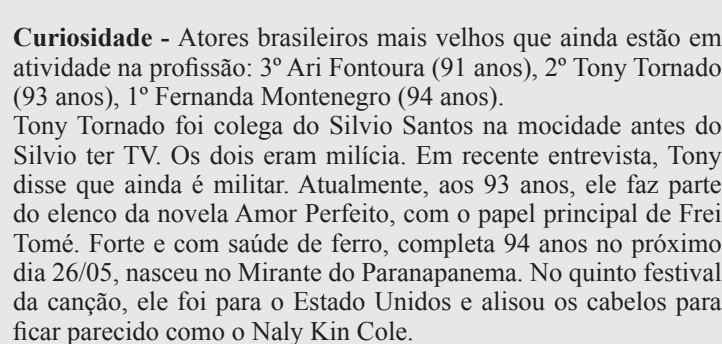 Curiosidade - Atores brasileiros mais velhos que ainda estão em
atividade na profissão: 3º Ari Fontoura (91 anos), 2º Tony Tornado
(93 anos), 1º Fernanda Montenegro (94 anos).
Tony Tornado foi colega do Silvio Santos na mocidade antes do
Silvio ter TV. Os dois eram milícia. Em recente entrevista, Tony
disse que ainda é militar. Atualmente, aos 93 anos, ele faz parte
do elenco da novela Amor Perfeito, com o papel principal de Frei
Tomé. Forte e com saúde de ferro, completa 94 anos no próximo
dia 26/05, nasceu no Mirante do Paranapanema. No quinto festival
da canção, ele foi para o Estado Unidos e alisou os cabelos para
ficar parecido como o Naly Kin Cole.